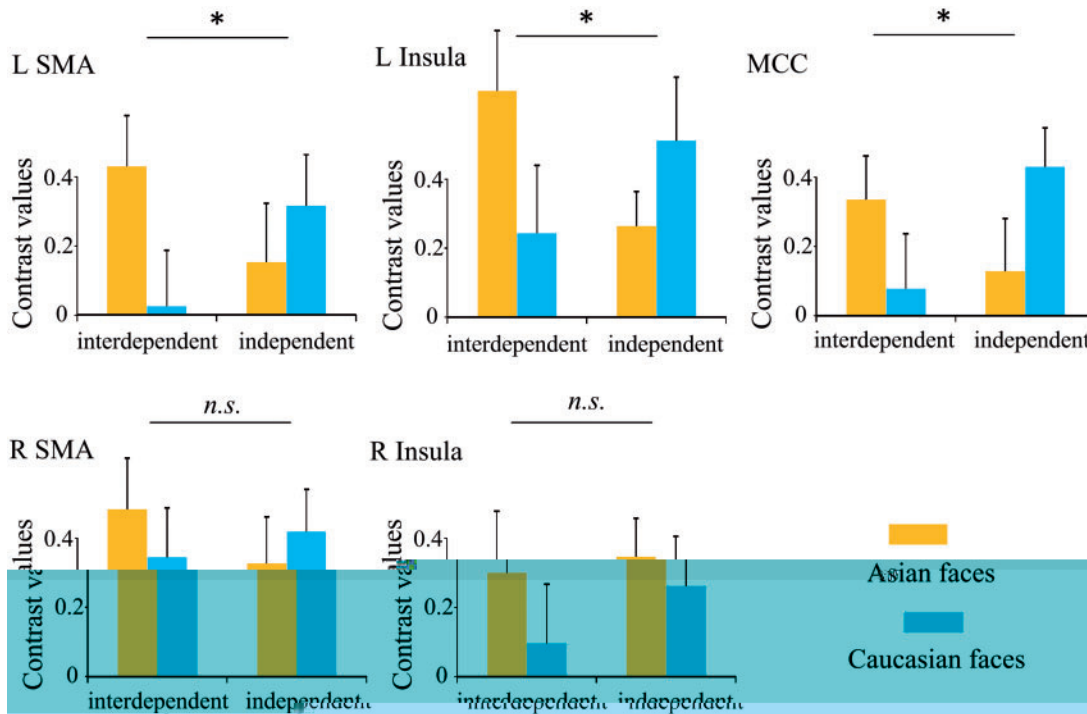 *
*
*
L SMA
L Insula
MCC
Contrast values
0.4
0.2
0
interdependent independent
Contrast values
0.4
0.2
0
interdependent independent
Contrast values
0.4
0.2
0
interdependent independent
n.s.
n.s.
R SMA
R Insula
Contrast values
0.4
0.2
0
interdependent
Contrast values
0.4
0.2
0
Asian faces
Caucasian faces